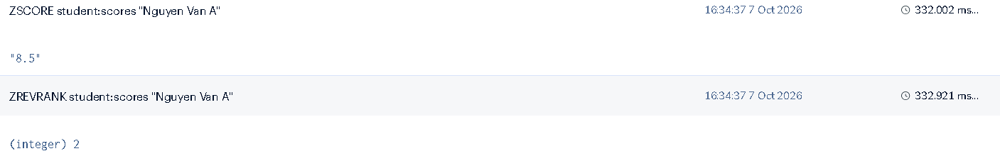 ZSCORE student:scores "Nguyen Van A" 16:34:37 7 Oct 2026 332.002 ms...
"8.5"
ZREVRANK student:scores "Nguyen Van A" 16:34:37 7 Oct 2026 332.921 ms...
(integer) 2